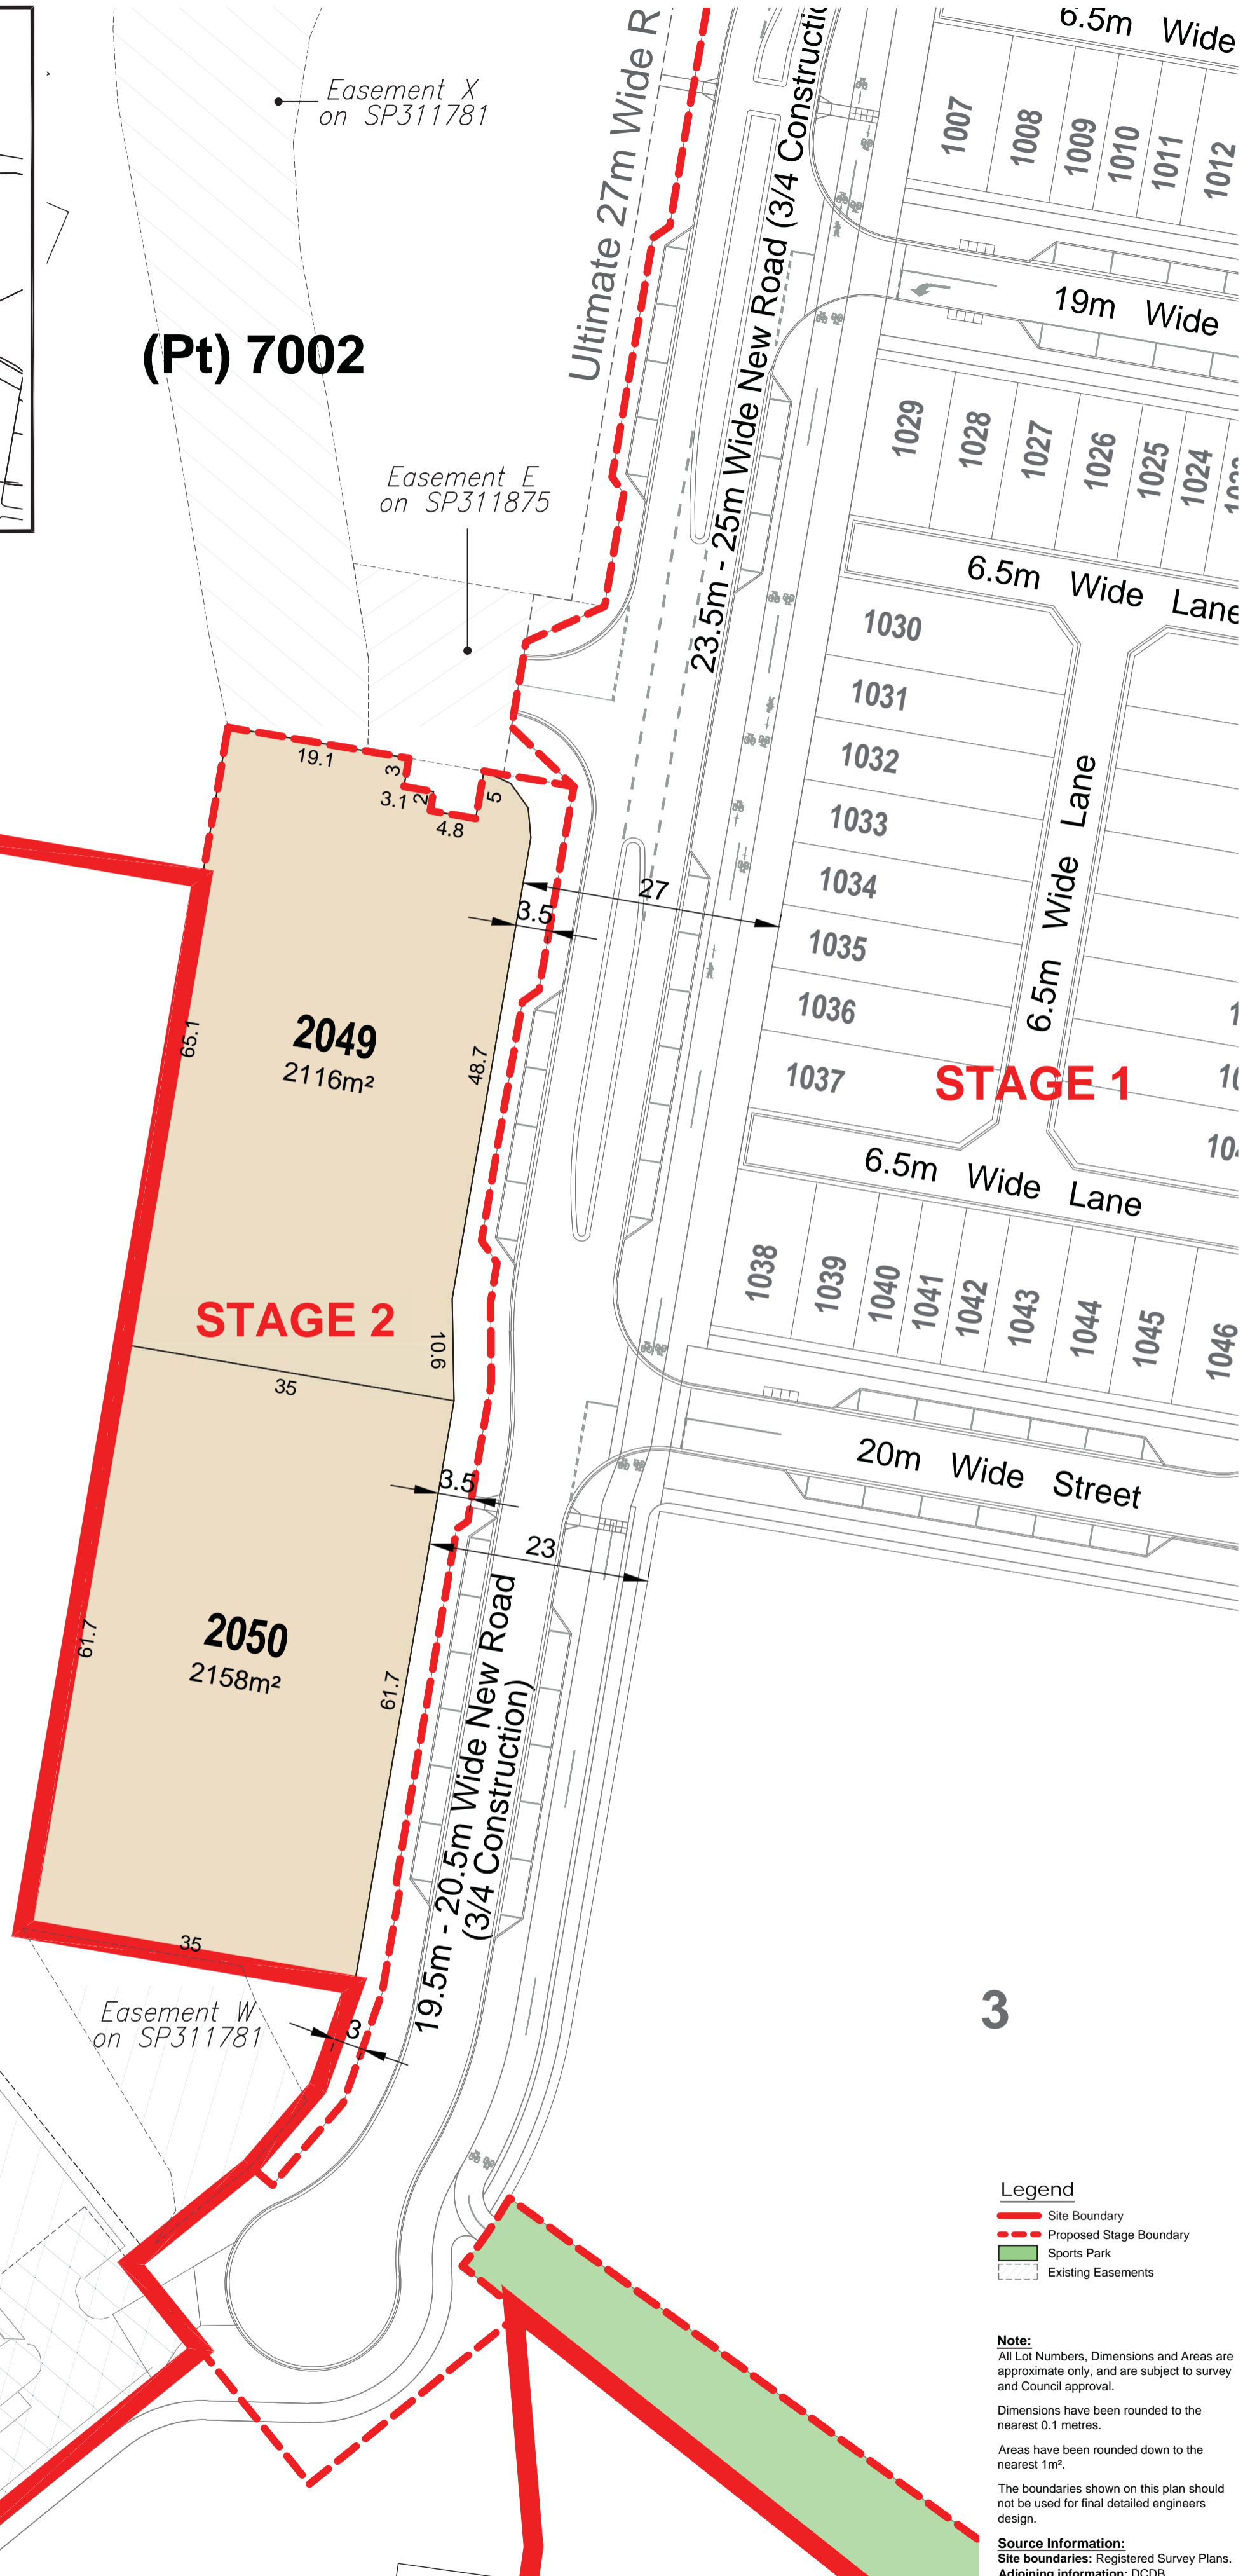 6.5m Wide
Easement X
on SP311781
Ultimate 27m Wide R
1007
1008
1009
1010
1011
1012
23.5m - 25m Wide New Road (3/4 Constructio
19m Wide
(Pt) 7002
1029
1028
1027
1026
1025
1024
Easement E
on SP311875
6.5m Wide Lane
1030
1031
1032
1033
1034
1035
1036
1037
6.5m Wide Lane
19.1
3
3.1
2
4.8
5
27
3.5
2049
2116m²
65.1
48.7
STAGE 1
6.5m Wide Lane
1038
1039
1040
1041
1042
1043
1044
1045
1046
STAGE 2
10.6
35
20m Wide Street
3.5
23
2050
2158m²
61.7
61.7
19.5m - 20.5m Wide New Road
(3/4 Construction)
35
Easement W
on SP311781
3
3
Legend
Site Boundary
Proposed Stage Boundary
Sports Park
Existing Easements
Note:
All Lot Numbers, Dimensions and Areas are
approximate only, and are subject to survey
and Council approval.
Dimensions have been rounded to the
nearest 0.1 metres.
Areas have been rounded down to the
nearest 1m².
The boundaries shown on this plan should
not be used for final detailed engineers
design.
Source Information:
Site boundaries: Registered Survey Plans.
Adjoining information: DCDB.